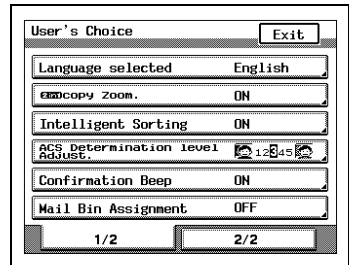 User's Choice
Exit
Language selected English
2in1copy Zoom. ON
Intelligent Sorting ON
ACS Determination level
Adjust. 12345
Confirmation Beep ON
Mail Bin Assignment OFF
1/2 2/2